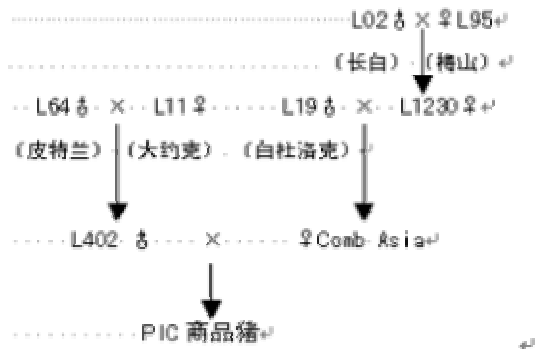 L02♂ × ♀L95
（长白） （梅山）
L64♂ × L11♀ L19♂ × L1230♀
（皮特兰） （大约克） （白杜洛克）
L402 ♂ × ♀Comb Asia
PIC 商品猪